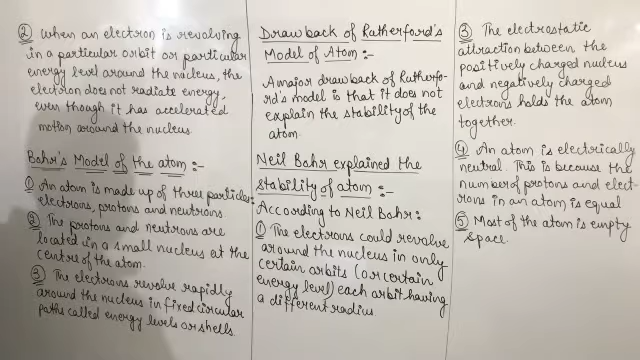 ② When an electron is revolving
in a particular orbit or particular
energy level around the nucleus, the
electron does not radiate energy,
even though it has accelerated
motion around the nucleus.
Bohr's Model of the atom :-
① An atom is made up of three particles:
electrons, protons and neutrons.
② The protons and neutrons are
located in a small nucleus at the
centre of the atom.
③ The electrons revolve rapidly
around the nucleus in fixed circular
paths called energy levels or shells.
Drawback of Rutherford's
Model of Atom :-
A major drawback of Rutherfo-
rd's model is that it does not
explain the stability of the
atom.
Neil Bohr explained the
stability of atom :-
According to Neil Bohr :
① The electrons could revolve
around the nucleus in only
certain orbits (or certain
energy level) each orbit having
a different radius
③ The electrostatic
attraction between the
positively charged nucleus
and negatively charged
electrons holds the atom
together.
④ An atom is electrically
neutral. This is because the
number of protons and elect-
rons in an atom is equal
⑤ Most of the atom is empty
space.